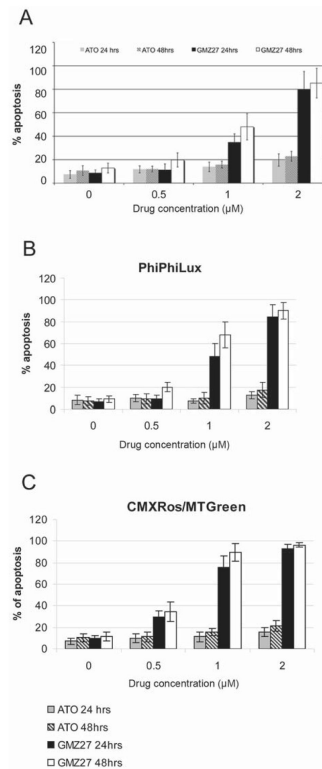 A
ATO 24 hrs ATO 48hrs GMZ27 24hrs GMZ27 48hrs
100
80
60
40
20
0
% apoptosis
0 0.5 1 2
Drug concentration (µM)
B
PhiPhiLux
100
80
60
40
20
0
% apoptosis
0 0.5 1 2
Drug concentration (µM)
C
CMXRos/MTGreen
120
100
80
60
40
20
0
% of apoptosis
0 0.5 1 2
Drug concentration (µM)
ATO 24 hrs
ATO 48hrs
GMZ27 24hrs
GMZ27 48hrs